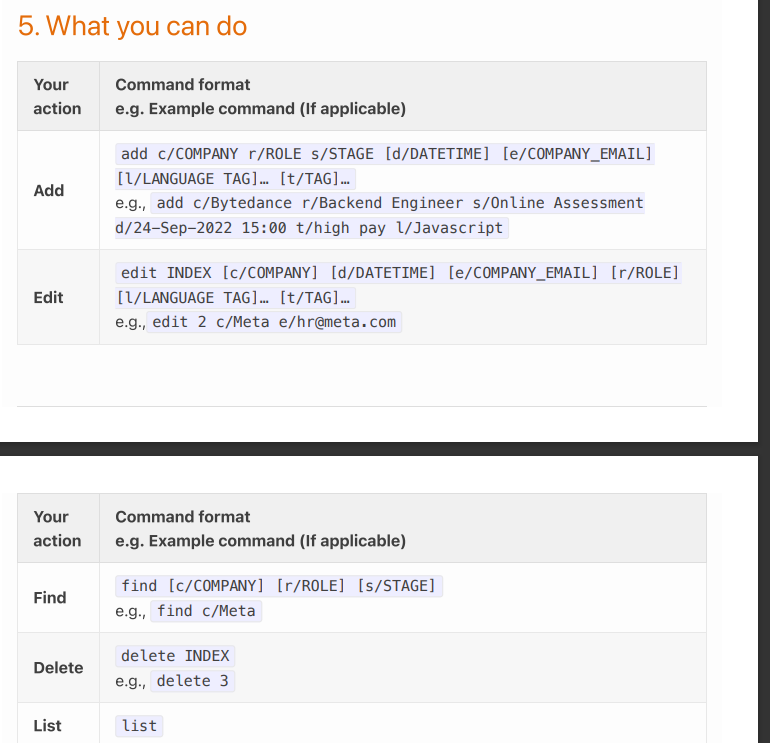 5. What you can do
Your action
Command format
e.g. Example command (If applicable)
Add
add c/COMPANY r/ROLE s/STAGE [d/DATETIME] [e/COMPANY_EMAIL]
[l/LANGUAGE TAG]… [t/TAG]…
e.g., add c/Bytedance r/Backend Engineer s/Online Assessment
d/24–Sep–2022 15:00 t/high pay l/Javascript
Edit
edit INDEX [c/COMPANY] [d/DATETIME] [e/COMPANY_EMAIL] [r/ROLE]
[l/LANGUAGE TAG]… [t/TAG]…
e.g., edit 2 c/Meta e/hr@meta.com
Your action
Command format
e.g. Example command (If applicable)
Find
find [c/COMPANY] [r/ROLE] [s/STAGE]
e.g., find c/Meta
Delete
delete INDEX
e.g., delete 3
List
list